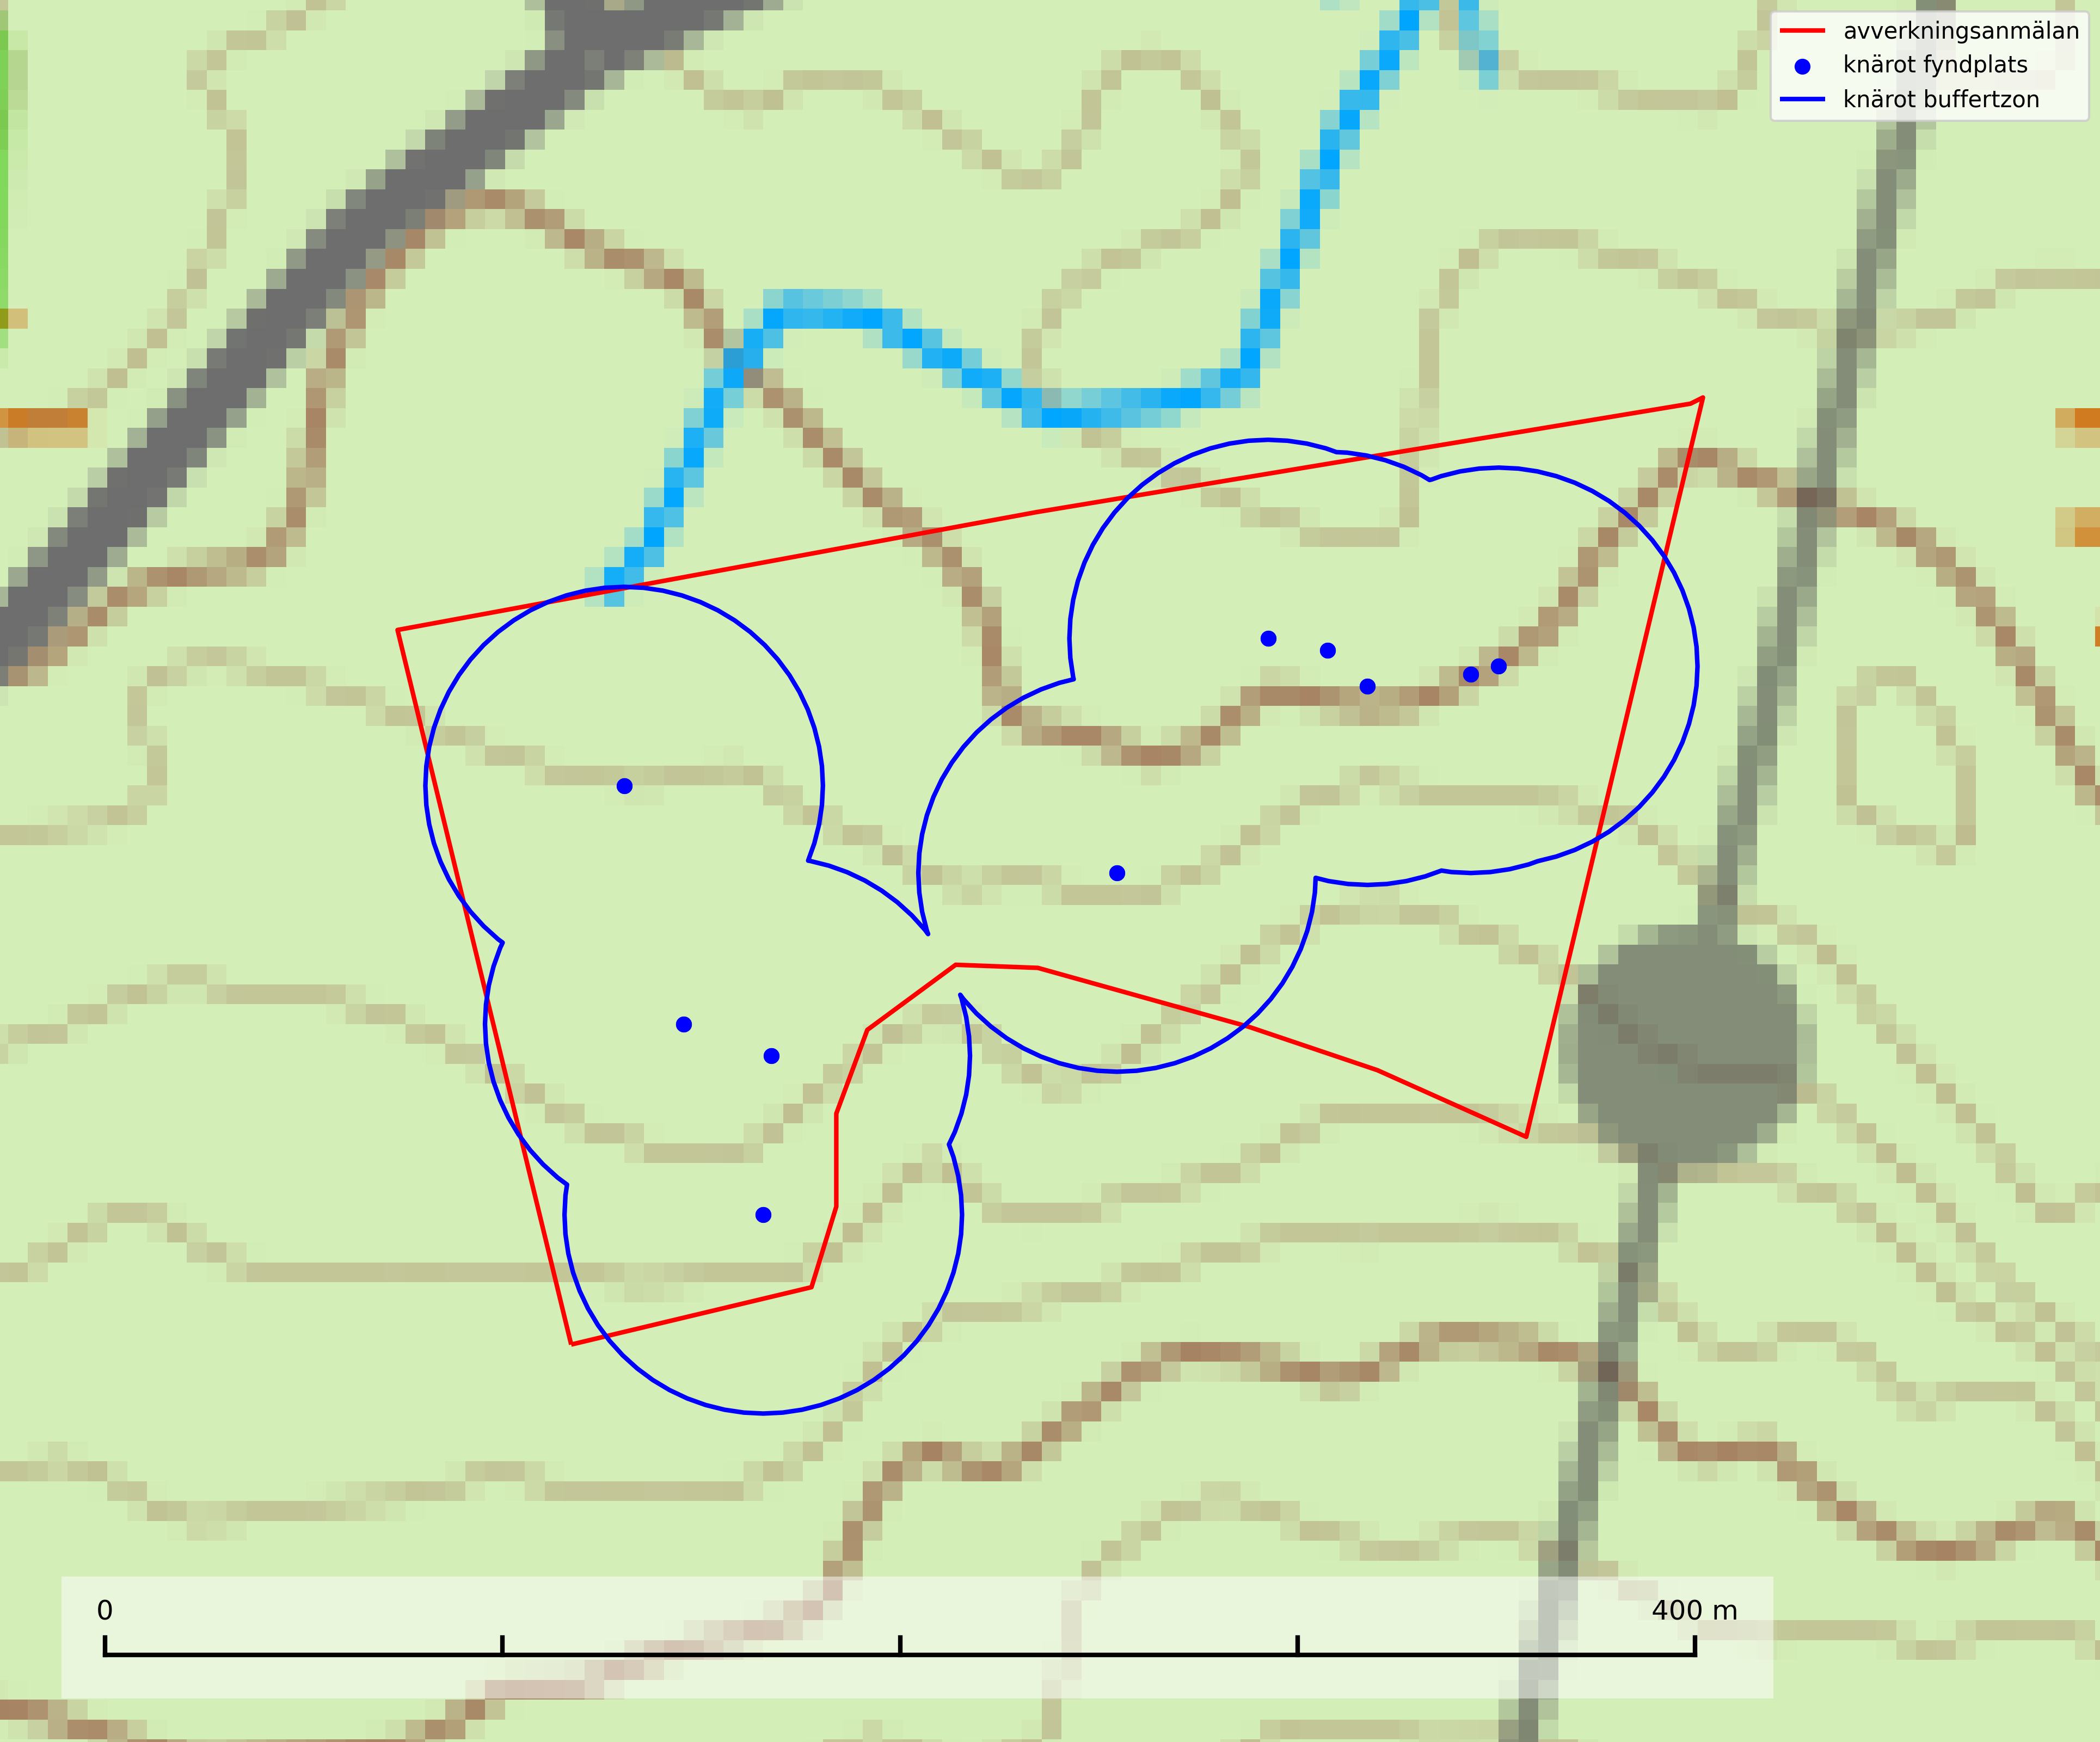 avverkningsanmälan
knärot fyndplats
knärot buffertzon
0
400 m